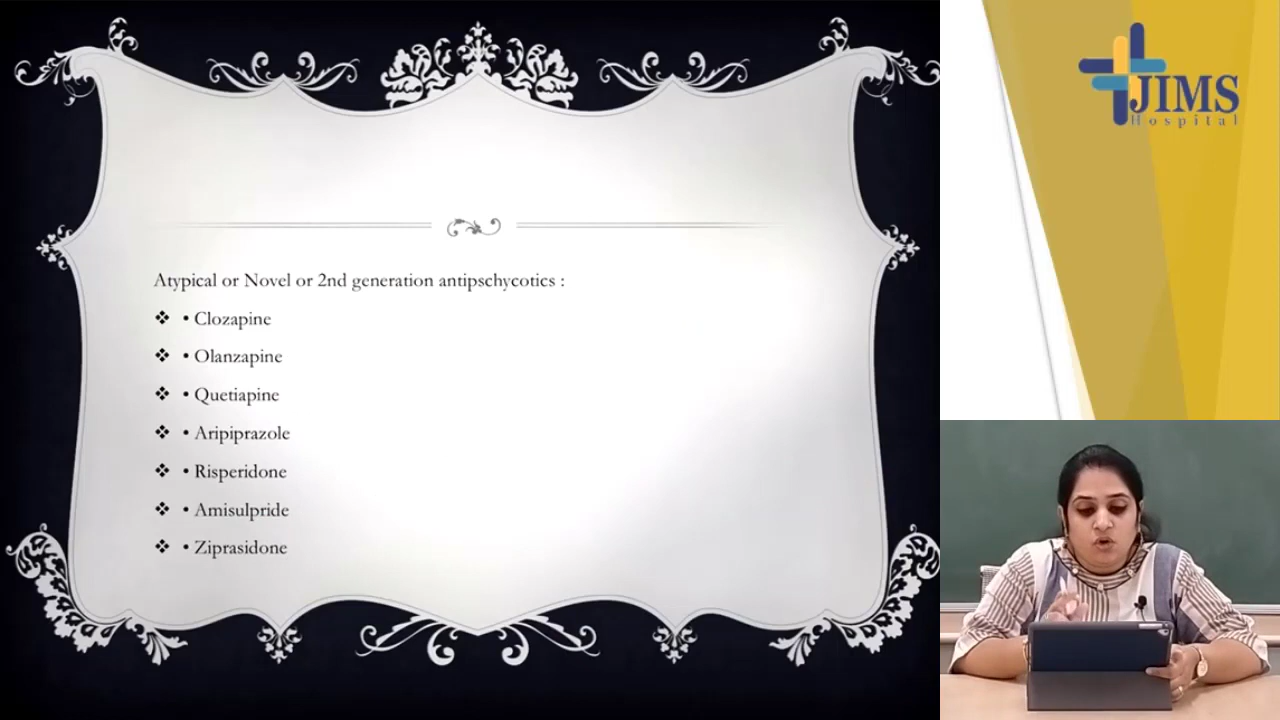 JIMS
Hospital
Atypical or Novel or 2nd generation antipschycotics :
• Clozapine
• Olanzapine
• Quetiapine
• Aripiprazole
• Risperidone
• Amisulpride
• Ziprasidone